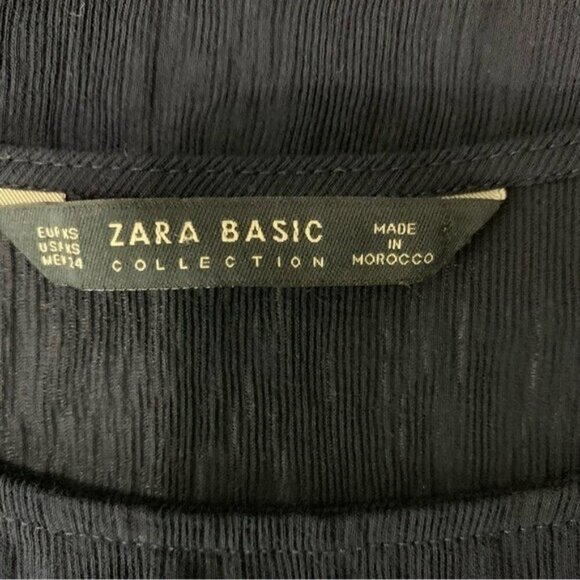 EUR XS
USA XS
MEX 24
ZARA BASIC
COLLECTION
MADE
IN
MOROCCO